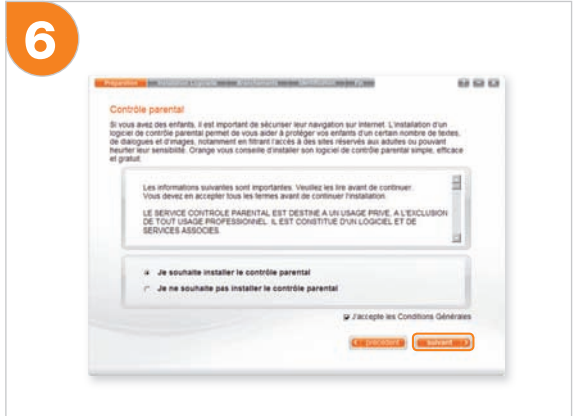 6
Préparation Installation Logicielle Branchements Identification Fin
Contrôle parental
Si vous avez des enfants, il est important de sécuriser leur navigation sur internet. L'installation d'un
logiciel de contrôle parental permet de vous aider à protéger vos enfants d'un certain nombre de textes,
de dialogues et d'images, notamment en filtrant l'accès à des sites réservés aux adultes ou pouvant
heurter leur sensibilité. Orange vous conseille d'installer son logiciel de contrôle parental simple, efficace
et gratuit.
Les informations suivantes sont importantes. Veuillez les lire avant de continuer.
Vous devez en accepter tous les termes avant de continuer l'installation.
LE SERVICE CONTROLE PARENTAL EST DESTINE A UN USAGE PRIVE, A L'EXCLUSION
DE TOUT USAGE PROFESSIONNEL. IL EST CONSTITUE D'UN LOGICIEL ET DE
SERVICES ASSOCIES.
Je souhaite installer le contrôle parental
Je ne souhaite pas installer le contrôle parental
J'accepte les Conditions Générales
précédent suivant